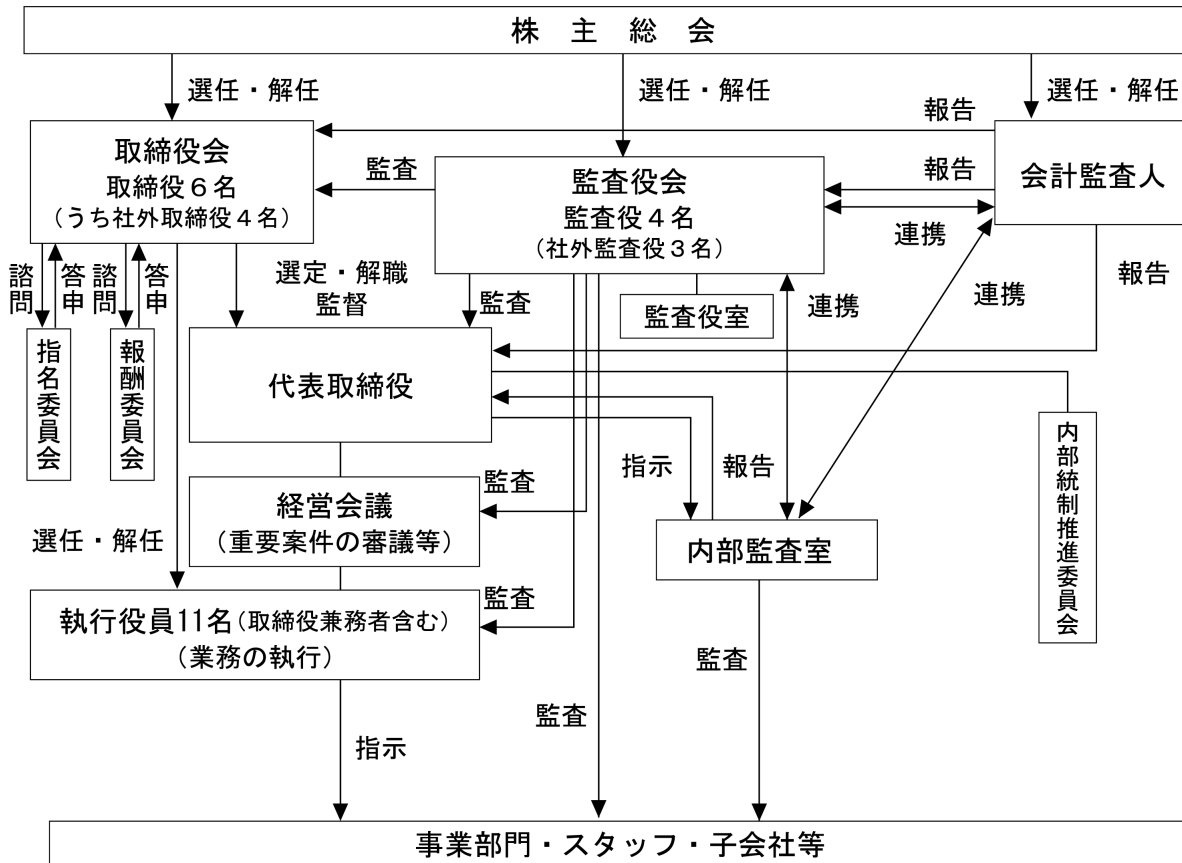 株主総会
選任・解任
選任・解任
選任・解任
報告
取締役会
取締役6名
（うち社外取締役4名）
監査
監査役会
監査役4名
（社外監査役3名）
報告
連携
会計監査人
諮問
答申
諮問
答申
選定・解職
監督
監査
監査役室
連携
連携
報告
指名委員会
報酬委員会
代表取締役
内部統制推進委員会
監査
指示
報告
経営会議
（重要案件の審議等）
選任・解任
内部監査室
監査
執行役員11名（取締役兼務者含む）
（業務の執行）
監査
監査
指示
事業部門・スタッフ・子会社等